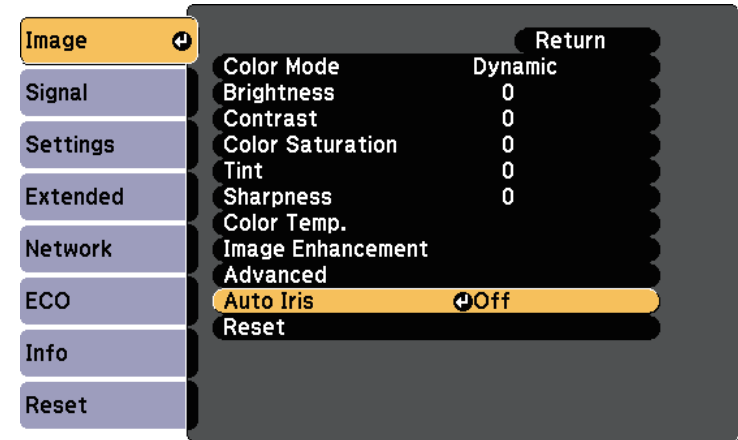 Image
Signal
Settings
Extended
Network
ECO
Info
Reset
Return
Color Mode Dynamic
Brightness 0
Contrast 0
Color Saturation 0
Tint 0
Sharpness 0
Color Temp.
Image Enhancement
Advanced
Auto Iris Off
Reset